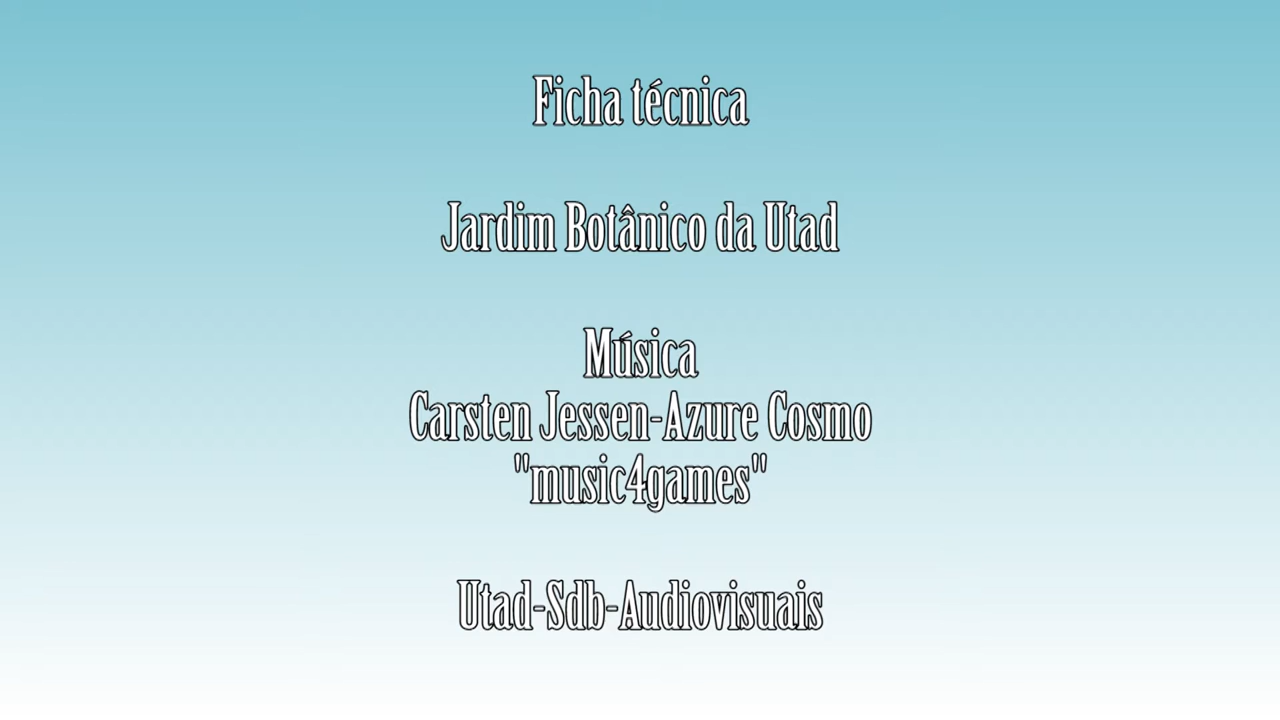 Ficha técnica
Jardim Botânico da Utad
Música
Carsten Jessen-Azure Cosmo
"music4games"
Utad-Sdb-Audiovisuais